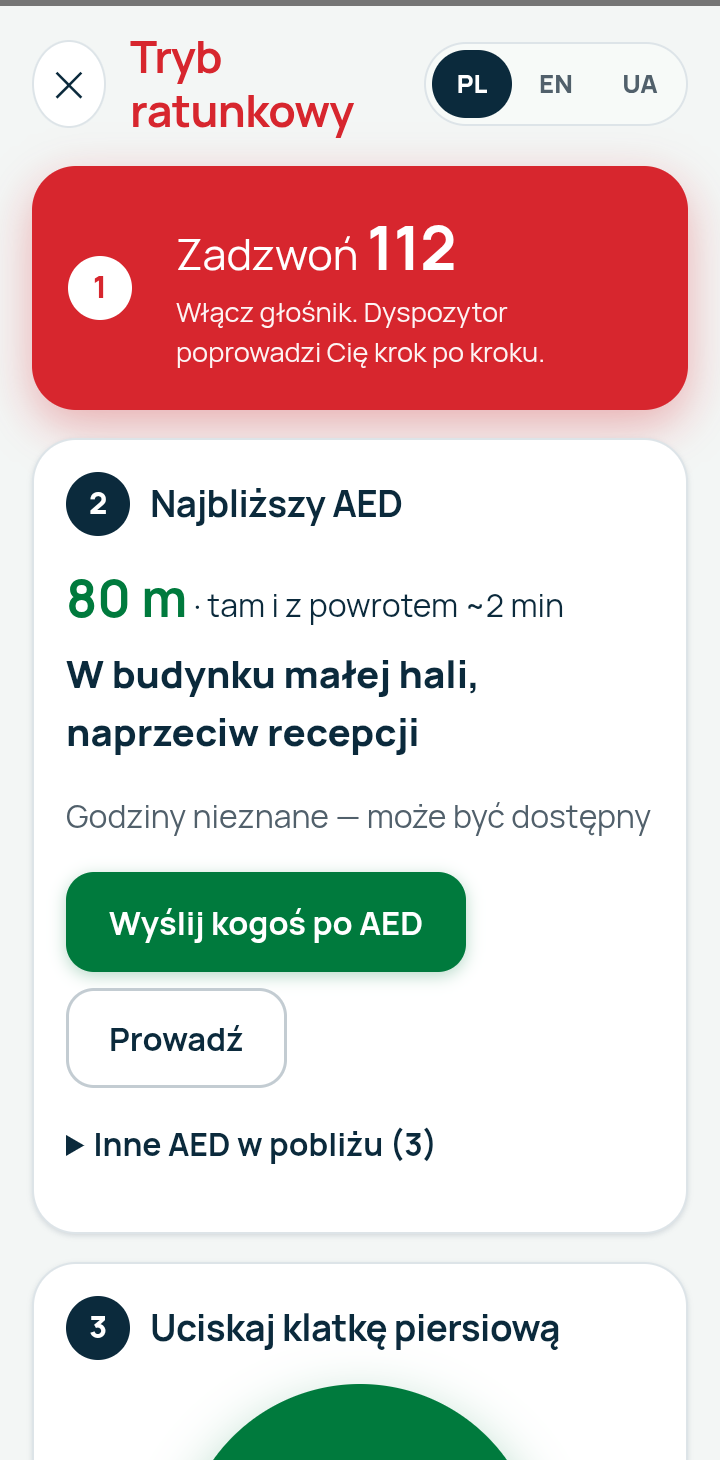 Tryb
ratunkowy
PL EN UA
1
Zadzwoń 112
Włącz głośnik. Dyspozytor
poprowadzi Cię krok po kroku.
2 Najbliższy AED
80 m · tam i z powrotem ~2 min
W budynku małej hali,
naprzeciw recepcji
Godziny nieznane — może być dostępny
Wyślij kogoś po AED
Prowadź
▶ Inne AED w pobliżu (3)
3 Uciskaj klatkę piersiową